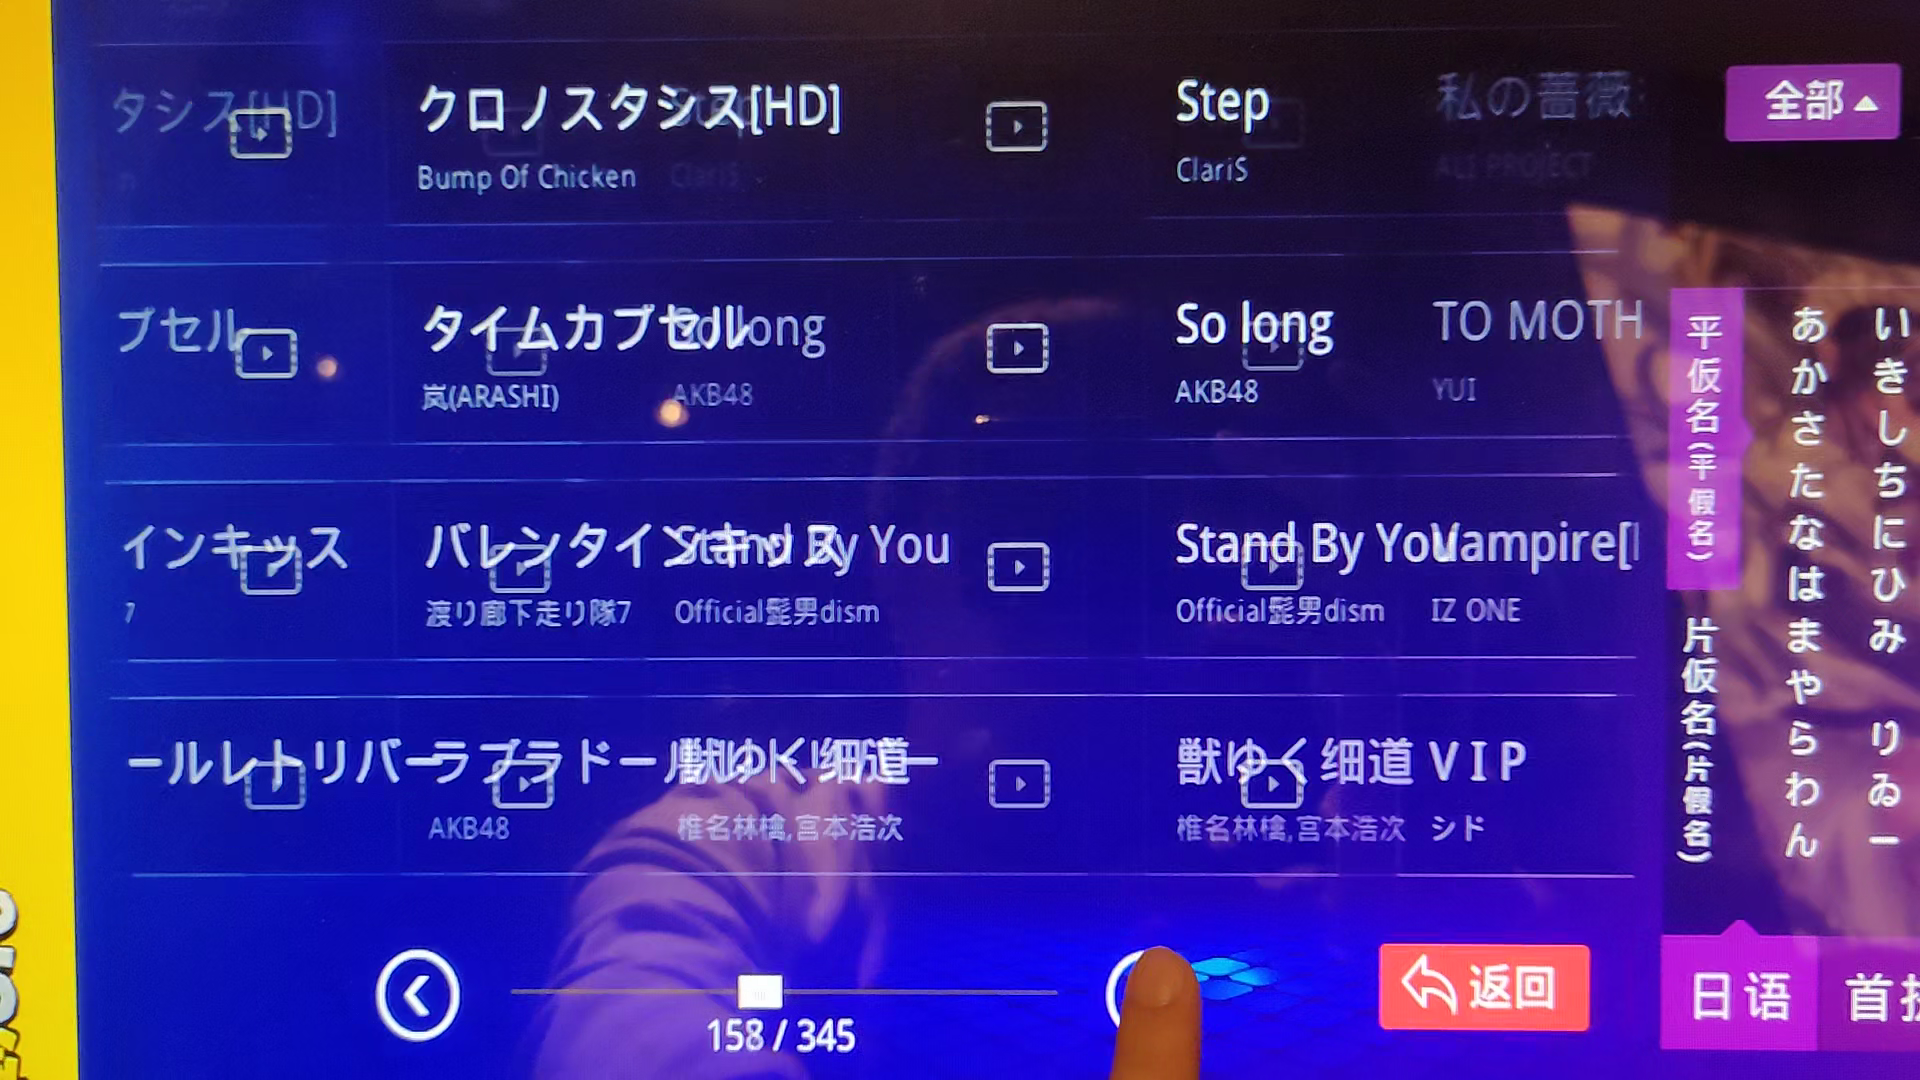 タシス[HD]
クロノスタシス[HD]
Step
Step
私の薔薇
Bump Of Chicken
ClariS
ClariS
ALI PROJECT
全部
プセル
タイムカプセル
So long
So long
TO MOTH
岚(ARASHI)
AKB48
AKB48
YUI
インキッス
バレンタインキッス
Stand By You
Stand By You
Vampire[
7
渡り廊下走り隊7
Official髭男dism
Official髭男dism
IZ ONE
ールレトリバー
ラブラドールレトリバー
獣ゆく细道
獣ゆく细道
VIP
AKB48
椎名林檎,宫本浩次
椎名林檎,宫本浩次
シド
平仮名(平假名)
片仮名(片假名)
あかさたなはまやらわん
いきしちにひみ りゐー
158 / 345
返回
日语
首